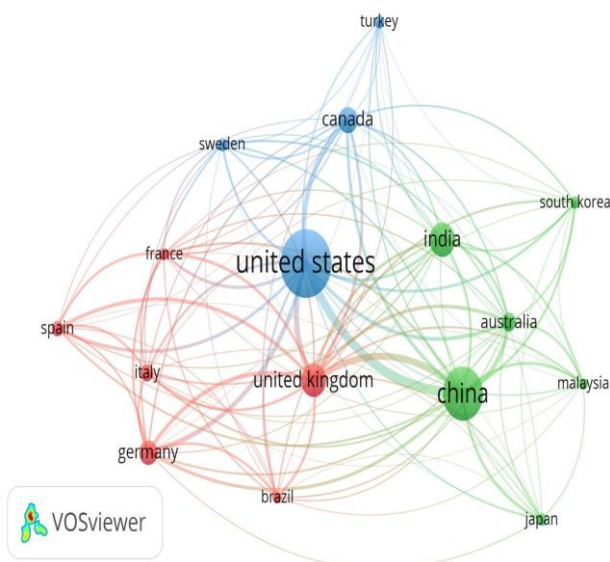 turkey
canada
sweden
south korea
india
france
united states
australia
spain
italy
united kingdom
china
malaysia
germany
brazil
japan
VOSviewer